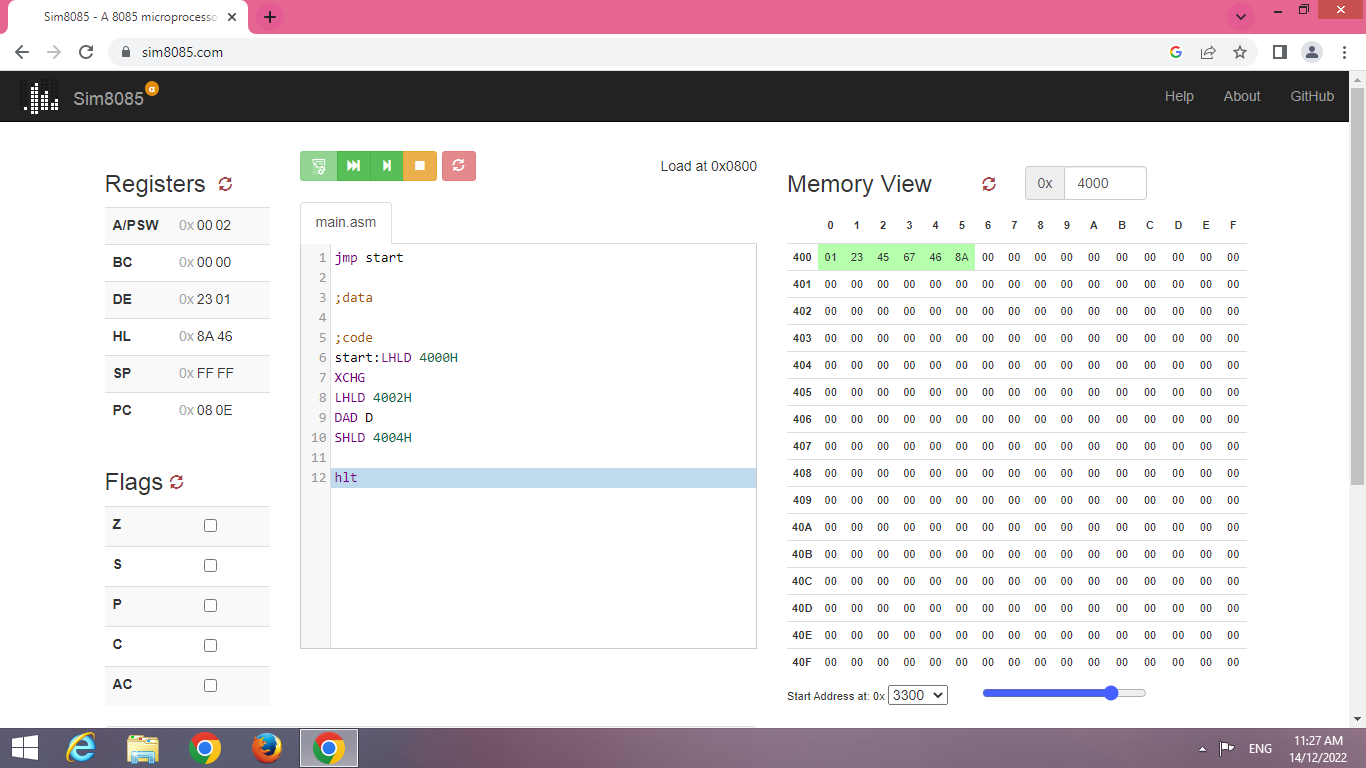 Sim8085 - A 8085 microprocesso
sim8085.com
Sim8085 α
Help About GitHub
Load at 0x0800
Registers
A/PSW 0x 00 02
BC 0x 00 00
DE 0x 23 01
HL 0x 8A 46
SP 0x FF FF
PC 0x 08 0E
Flags
Z
S
P
C
AC
main.asm
1 jmp start
2
3 ;data
4
5 ;code
6 start:LHLD 4000H
7 XCHG
8 LHLD 4002H
9 DAD D
10 SHLD 4004H
11
12 hlt
Memory View 0x 4000
0 1 2 3 4 5 6 7 8 9 A B C D E F
400 01 23 45 67 46 8A 00 00 00 00 00 00 00 00 00 00
401 00 00 00 00 00 00 00 00 00 00 00 00 00 00 00 00
402 00 00 00 00 00 00 00 00 00 00 00 00 00 00 00 00
403 00 00 00 00 00 00 00 00 00 00 00 00 00 00 00 00
404 00 00 00 00 00 00 00 00 00 00 00 00 00 00 00 00
405 00 00 00 00 00 00 00 00 00 00 00 00 00 00 00 00
406 00 00 00 00 00 00 00 00 00 00 00 00 00 00 00 00
407 00 00 00 00 00 00 00 00 00 00 00 00 00 00 00 00
408 00 00 00 00 00 00 00 00 00 00 00 00 00 00 00 00
409 00 00 00 00 00 00 00 00 00 00 00 00 00 00 00 00
40A 00 00 00 00 00 00 00 00 00 00 00 00 00 00 00 00
40B 00 00 00 00 00 00 00 00 00 00 00 00 00 00 00 00
40C 00 00 00 00 00 00 00 00 00 00 00 00 00 00 00 00
40D 00 00 00 00 00 00 00 00 00 00 00 00 00 00 00 00
40E 00 00 00 00 00 00 00 00 00 00 00 00 00 00 00 00
40F 00 00 00 00 00 00 00 00 00 00 00 00 00 00 00 00
Start Address at: 0x 3300
ENG
11:27 AM
14/12/2022